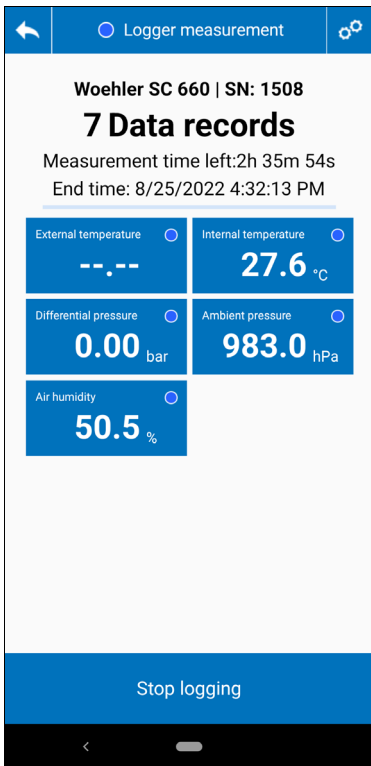 Logger measurement
Woehler SC 660 | SN: 1508
7 Data records
Measurement time left:2h 35m 54s
End time: 8/25/2022 4:32:13 PM
External temperature
--.--
Internal temperature
27.6 °C
Differential pressure
0.00 bar
Ambient pressure
983.0 hPa
Air humidity
50.5 %
Stop logging